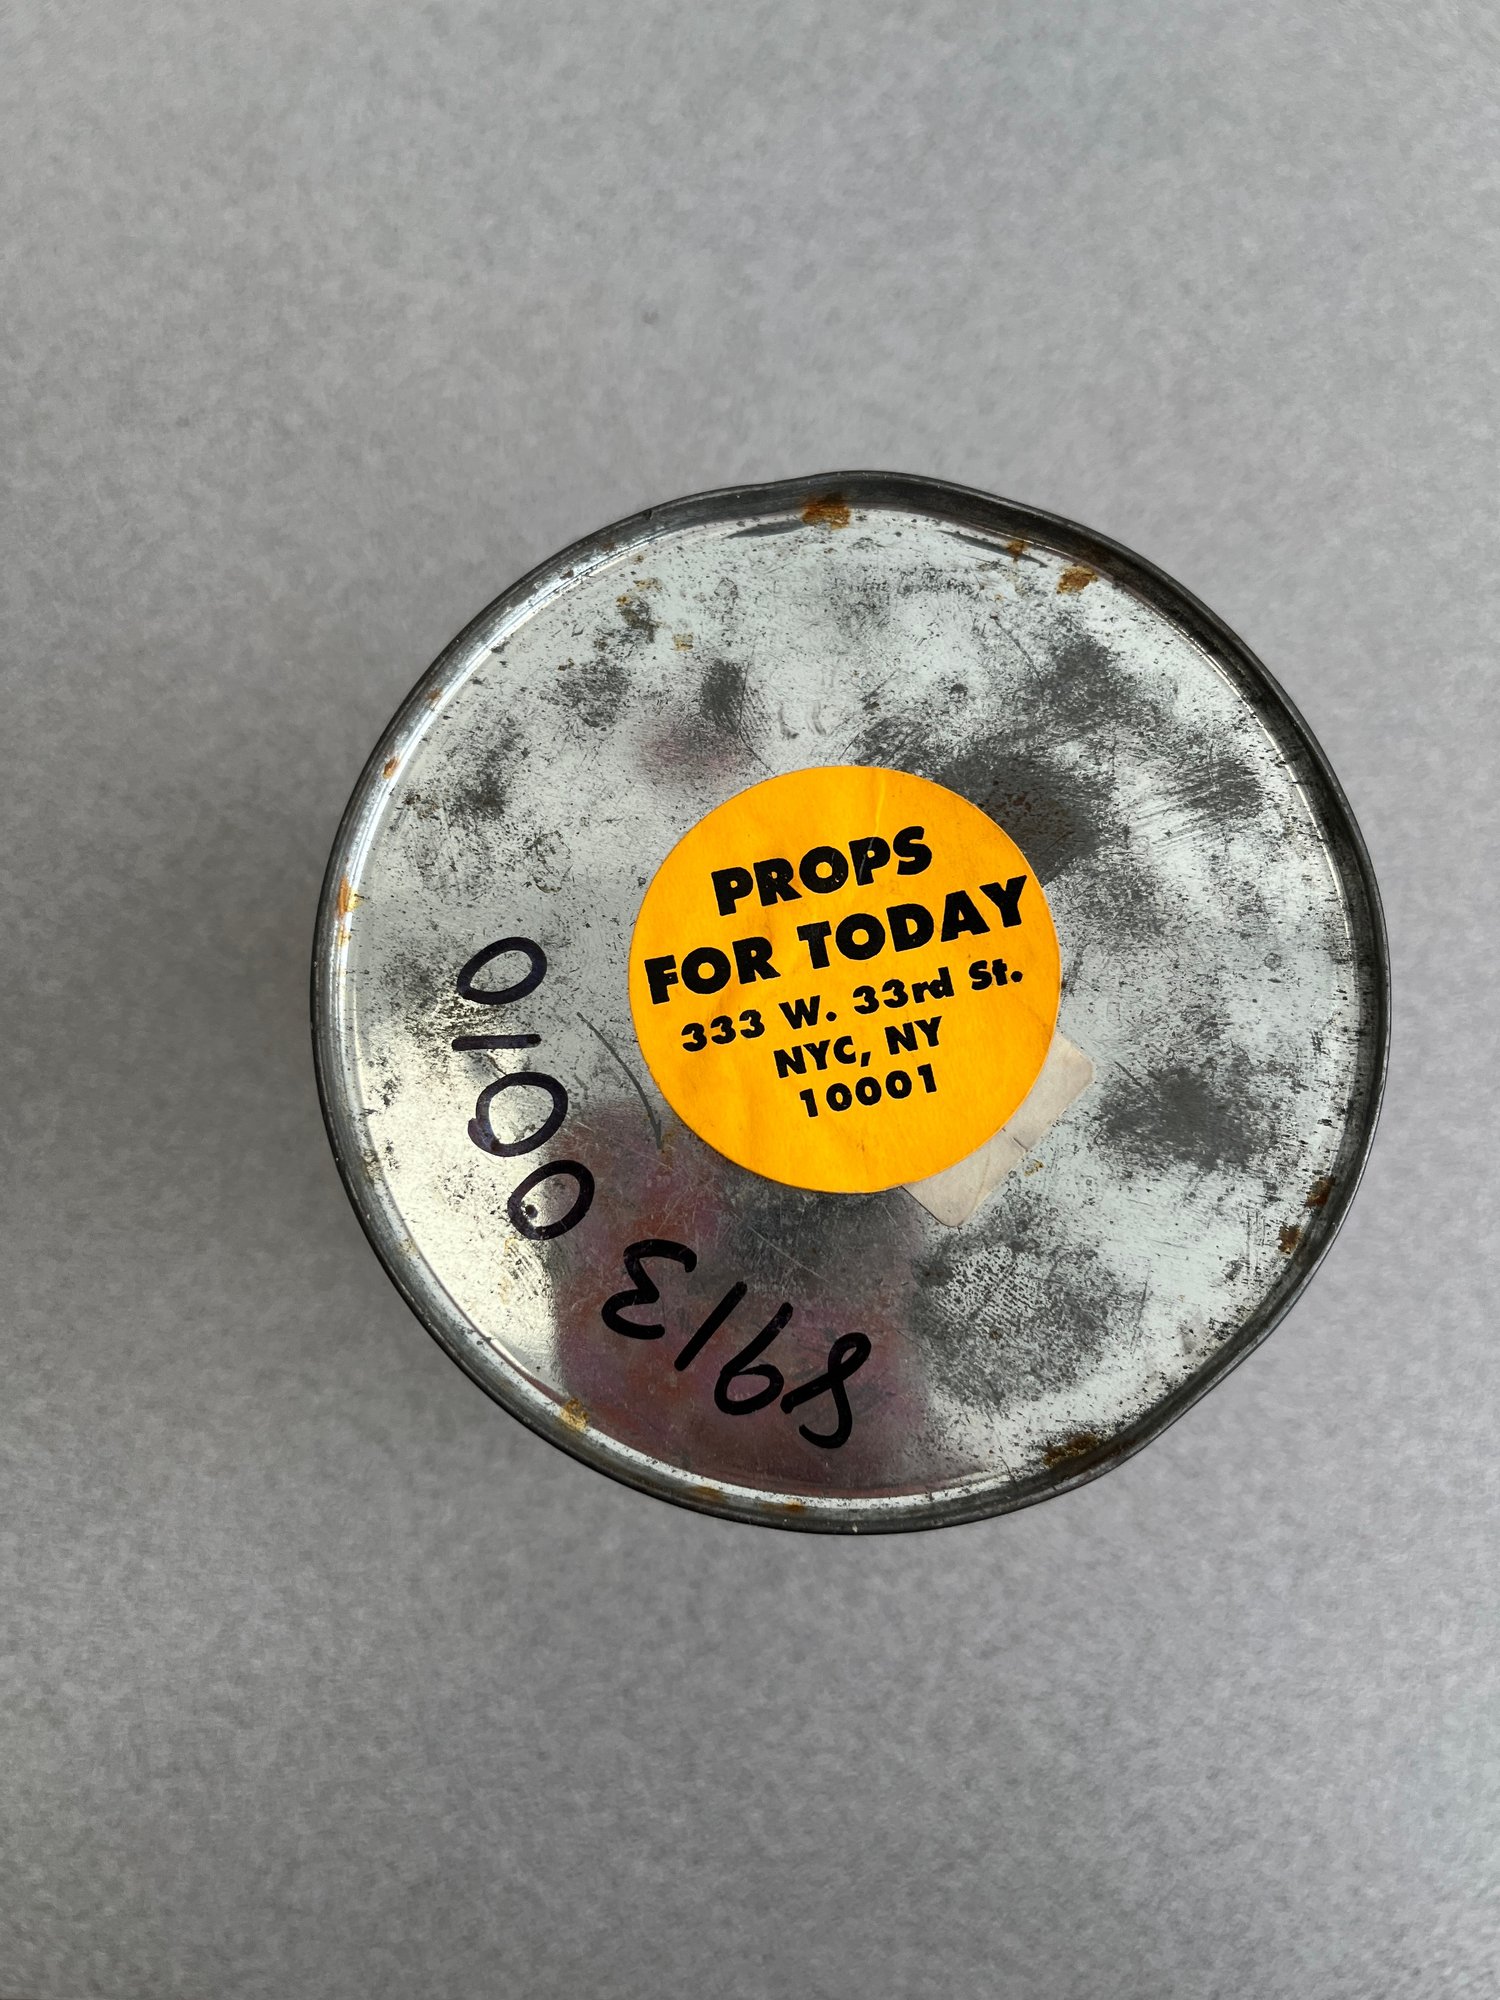 PROPS
FOR TODAY
333 W. 33rd St.
NYC, NY
10001
8913 0010